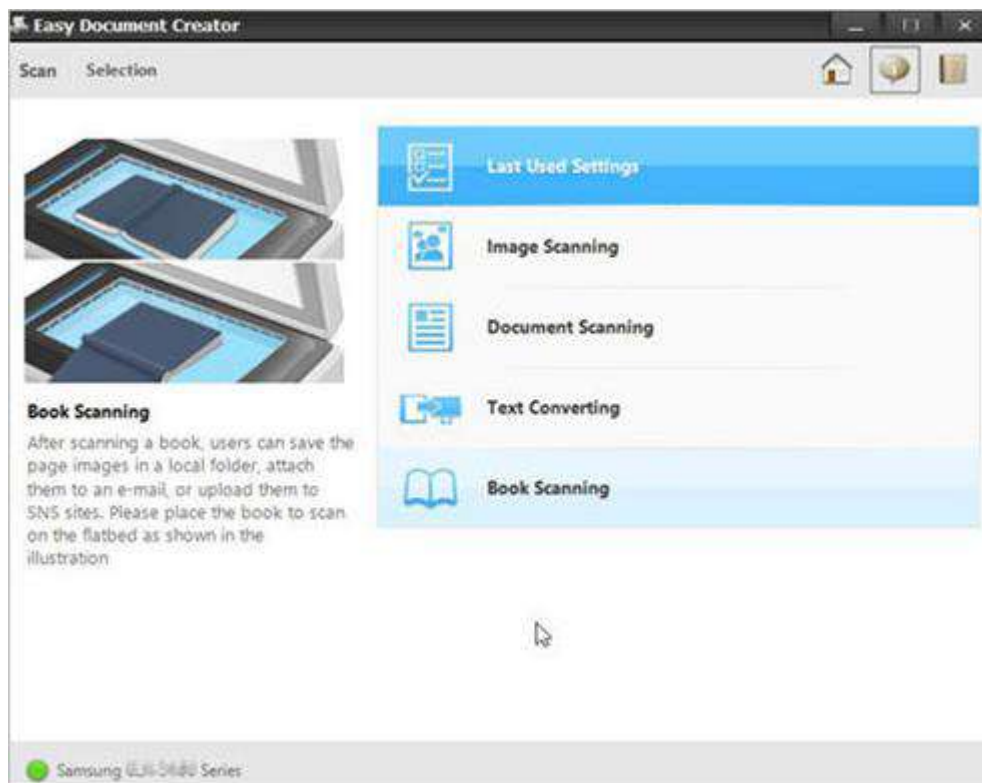 Easy Document Creator
Scan Selection
Last Used Settings
Image Scanning
Document Scanning
Text Converting
Book Scanning
Book Scanning
After scanning a book, users can save the
page images in a local folder, attach
them to an e-mail, or upload them to
SNS sites. Please place the book to scan
on the flatbed as shown in the
illustration
Samsung Series